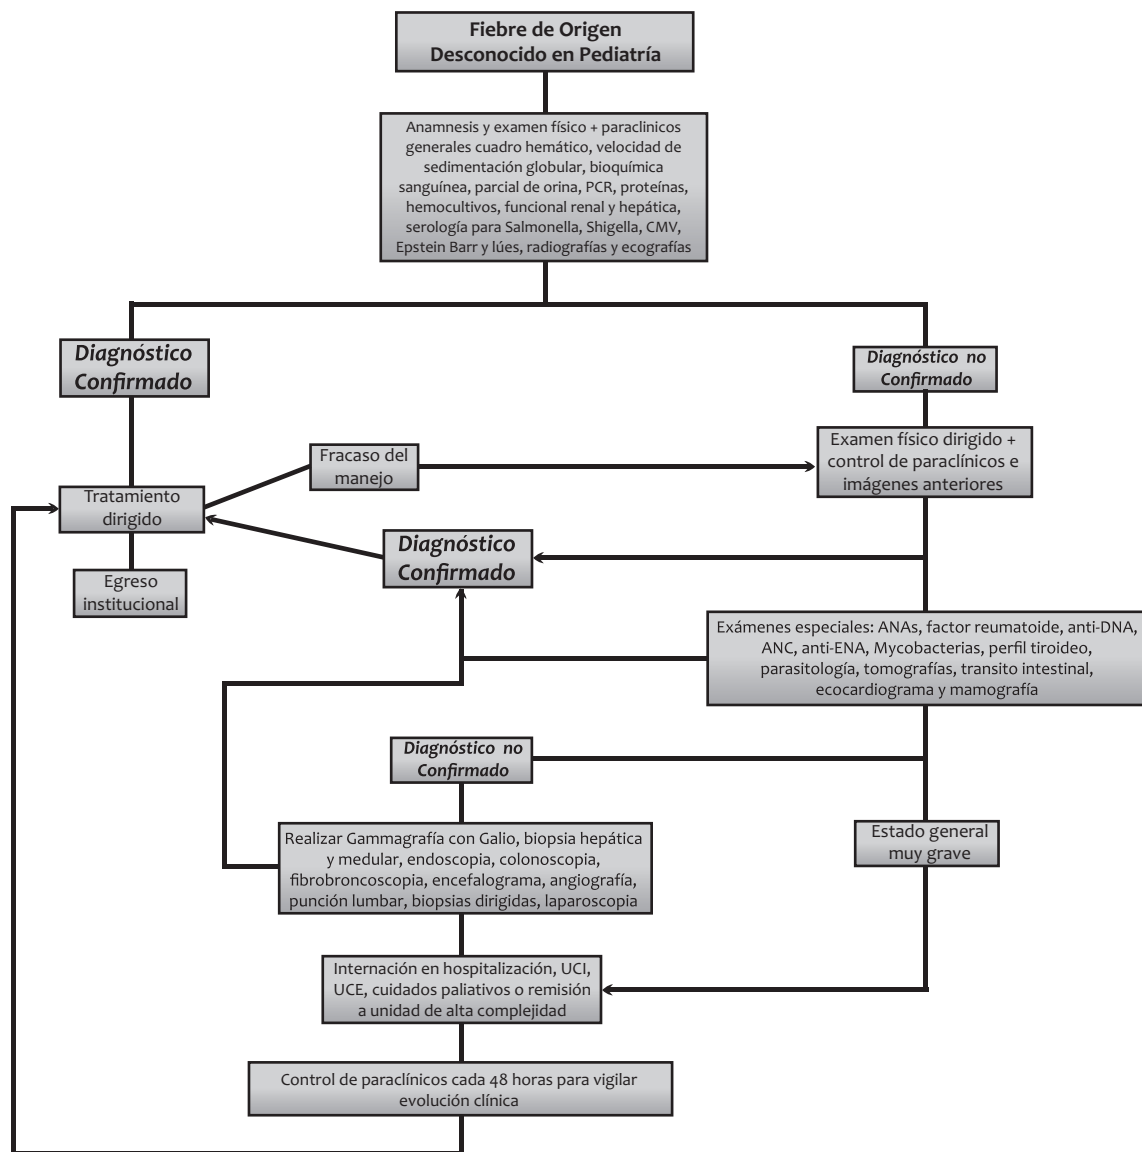 Fiebre de Origen
Desconocido en Pediatría
Anamnesis y examen físico + paraclinicos
generales cuadro hemático, velocidad de
sedimentación globular, bioquímica
sanguínea, parcial de orina, PCR, proteínas,
hemocultivos, funcional renal y hepática,
serología para Salmonella, Shigella, CMV,
Epstein Barr y lúes, radiografías y ecografías
Diagnóstico
Confirmado
Diagnóstico no
Confirmado
Fracaso del
manejo
Examen físico dirigido +
control de paraclínicos e
imágenes anteriores
Tratamiento
dirigido
Diagnóstico
Confirmado
Egreso
institucional
Exámenes especiales: ANAs, factor reumatoide, anti-DNA,
ANC, anti-ENA, Mycobacterias, perfil tiroideo,
parasitología, tomografías, transito intestinal,
ecocardiograma y mamografía
Diagnóstico no
Confirmado
Realizar Gammagrafía con Galio, biopsia hepática
y medular, endoscopia, colonoscopia,
fibrobroncoscopia, encefalograma, angiografía,
punción lumbar, biopsias dirigidas, laparoscopia
Estado general
muy grave
Internación en hospitalización, UCI,
UCE, cuidados paliativos o remisión
a unidad de alta complejidad
Control de paraclínicos cada 48 horas para vigilar
evolución clínica